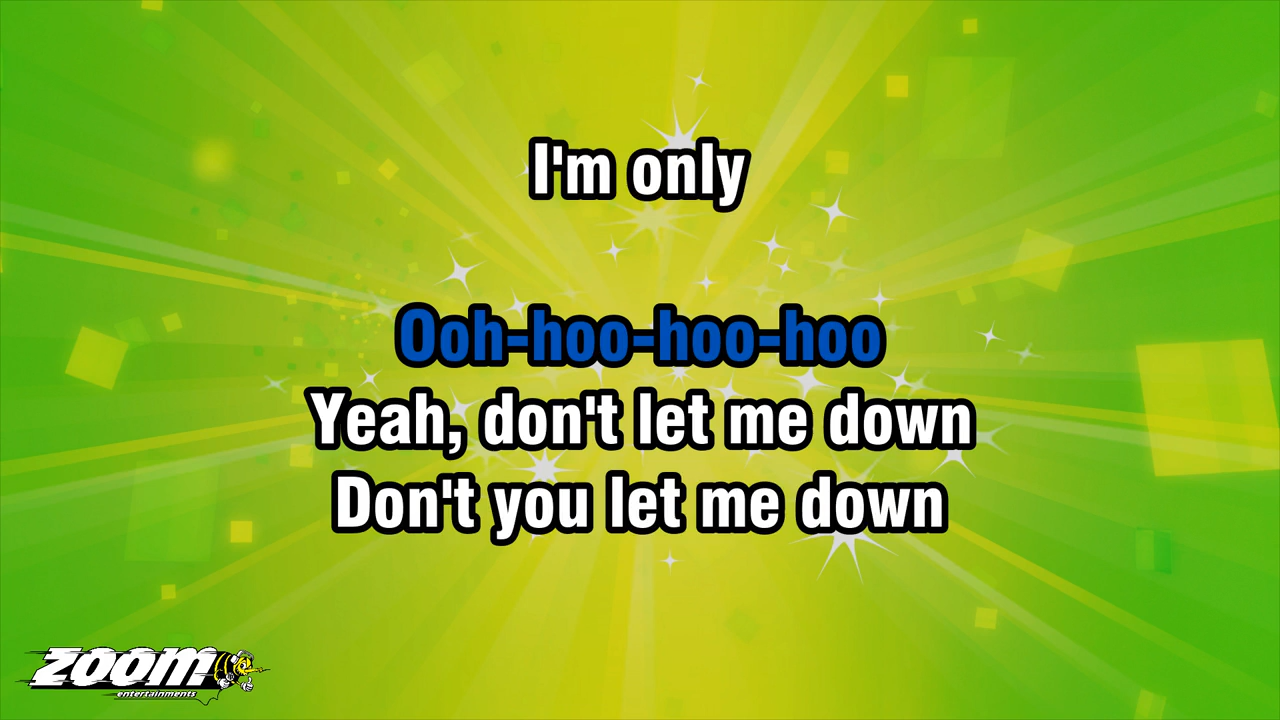 I'm only
Ooh-hoo-hoo-hoo
Yeah, don't let me down
Don't you let me down
zoom
entertainments